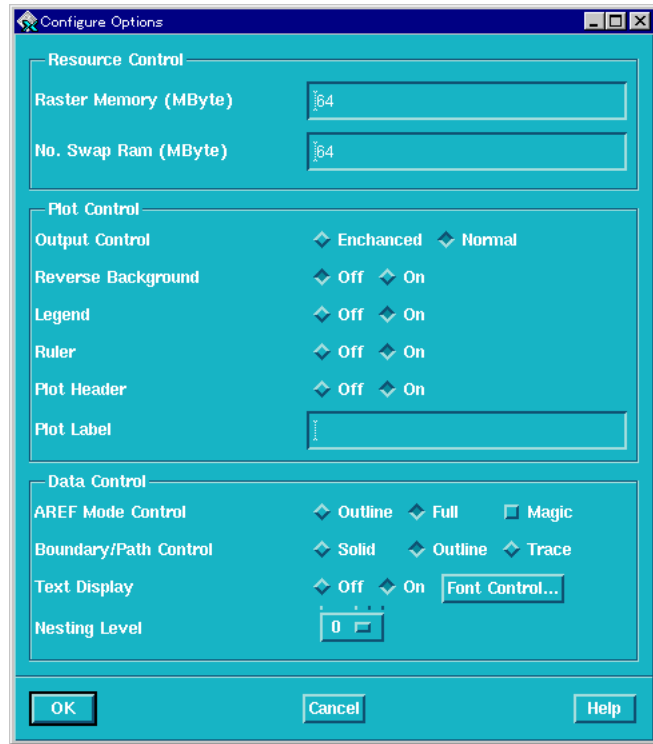 Configure Options
Resource Control
Raster Memory (MByte) 64
No. Swap Ram (MByte) 64
Plot Control
Output Control Enchanced Normal
Reverse Background Off On
Legend Off On
Ruler Off On
Plot Header Off On
Plot Label
Data Control
AREF Mode Control Outline Full Magic
Boundary/Path Control Solid Outline Trace
Text Display Off On Font Control...
Nesting Level 0
OK Cancel Help